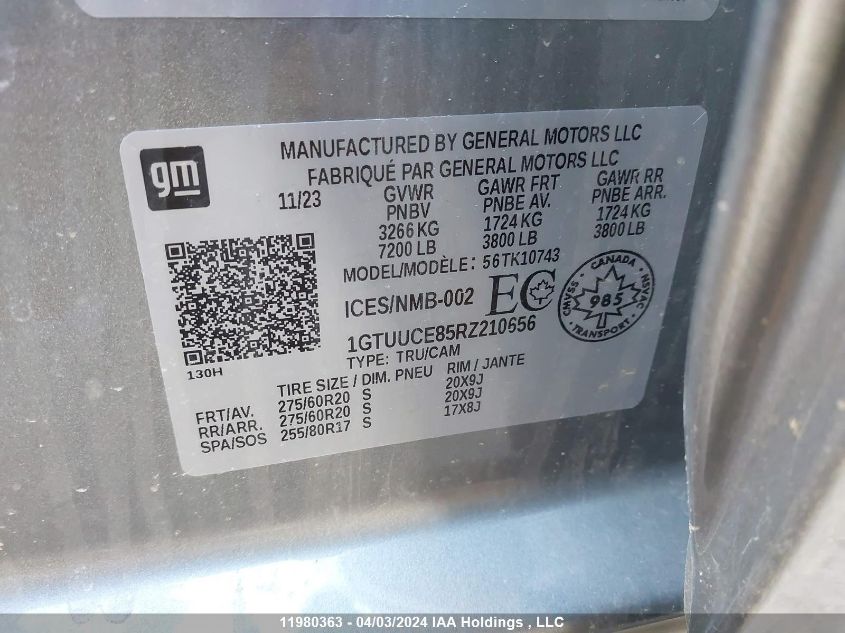 gm
MANUFACTURED BY GENERAL MOTORS LLC
FABRIQUÉ PAR GENERAL MOTORS LLC
11/23 GVWR GAWR FRT GAWR RR
PNBV PNBE AV. PNBE ARR.
3266 KG 1724 KG 1724 KG
7200 LB 3800 LB 3800 LB
MODEL/MODÈLE: 56TK10743
ICES/NMB-002 EC
CANADA
CMVSS NSVAC
985
TRANSPORT
1GTUUCE85RZ210656
TYPE: TRU/CAM
130H
TIRE SIZE / DIM. PNEU RIM / JANTE
FRT/AV. 275/60R20 S 20X9J
RR/ARR. 275/60R20 S 20X9J
SPA/SOS 255/80R17 S 17X8J
11980363 - 04/03/2024 IAA Holdings , LLC